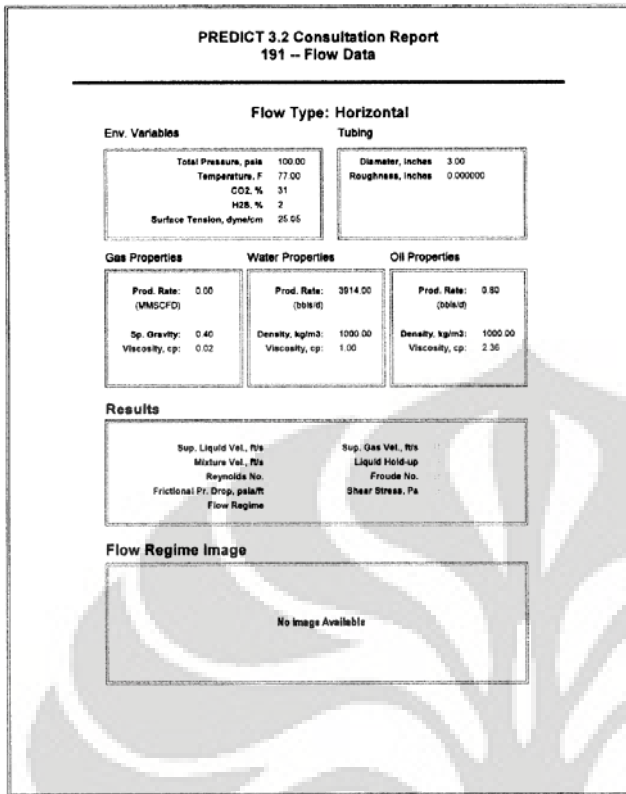 PREDICT 3.2 Consultation Report
191 -- Flow Data
Flow Type: Horizontal
Env. Variables
Total Pressure, psia 100.00
Temperature, F 77.00
CO2, % 31
H2S, % 2
Surface Tension, dyne/cm 25.05
Tubing
Diameter, inches 3.00
Roughness, inches 0.000000
Gas Properties
Prod. Rate: 0.00
(MMSCFD)
Sp. Gravity: 0.40
Viscosity, cp: 0.02
Water Properties
Prod. Rate: 3914.00
(bbls/d)
Density, kg/m3: 1000.00
Viscosity, cp: 1.00
Oil Properties
Prod. Rate: 0.80
(bbls/d)
Density, kg/m3: 1000.00
Viscosity, cp: 2.36
Results
Sup. Liquid Vel., ft/s Sup. Gas Vel., ft/s
Mixture Vel., ft/s Liquid Hold-up
Reynolds No. Froude No.
Frictional Pr. Drop, psia/ft Shear Stress, Pa
Flow Regime
Flow Regime Image
No Image Available